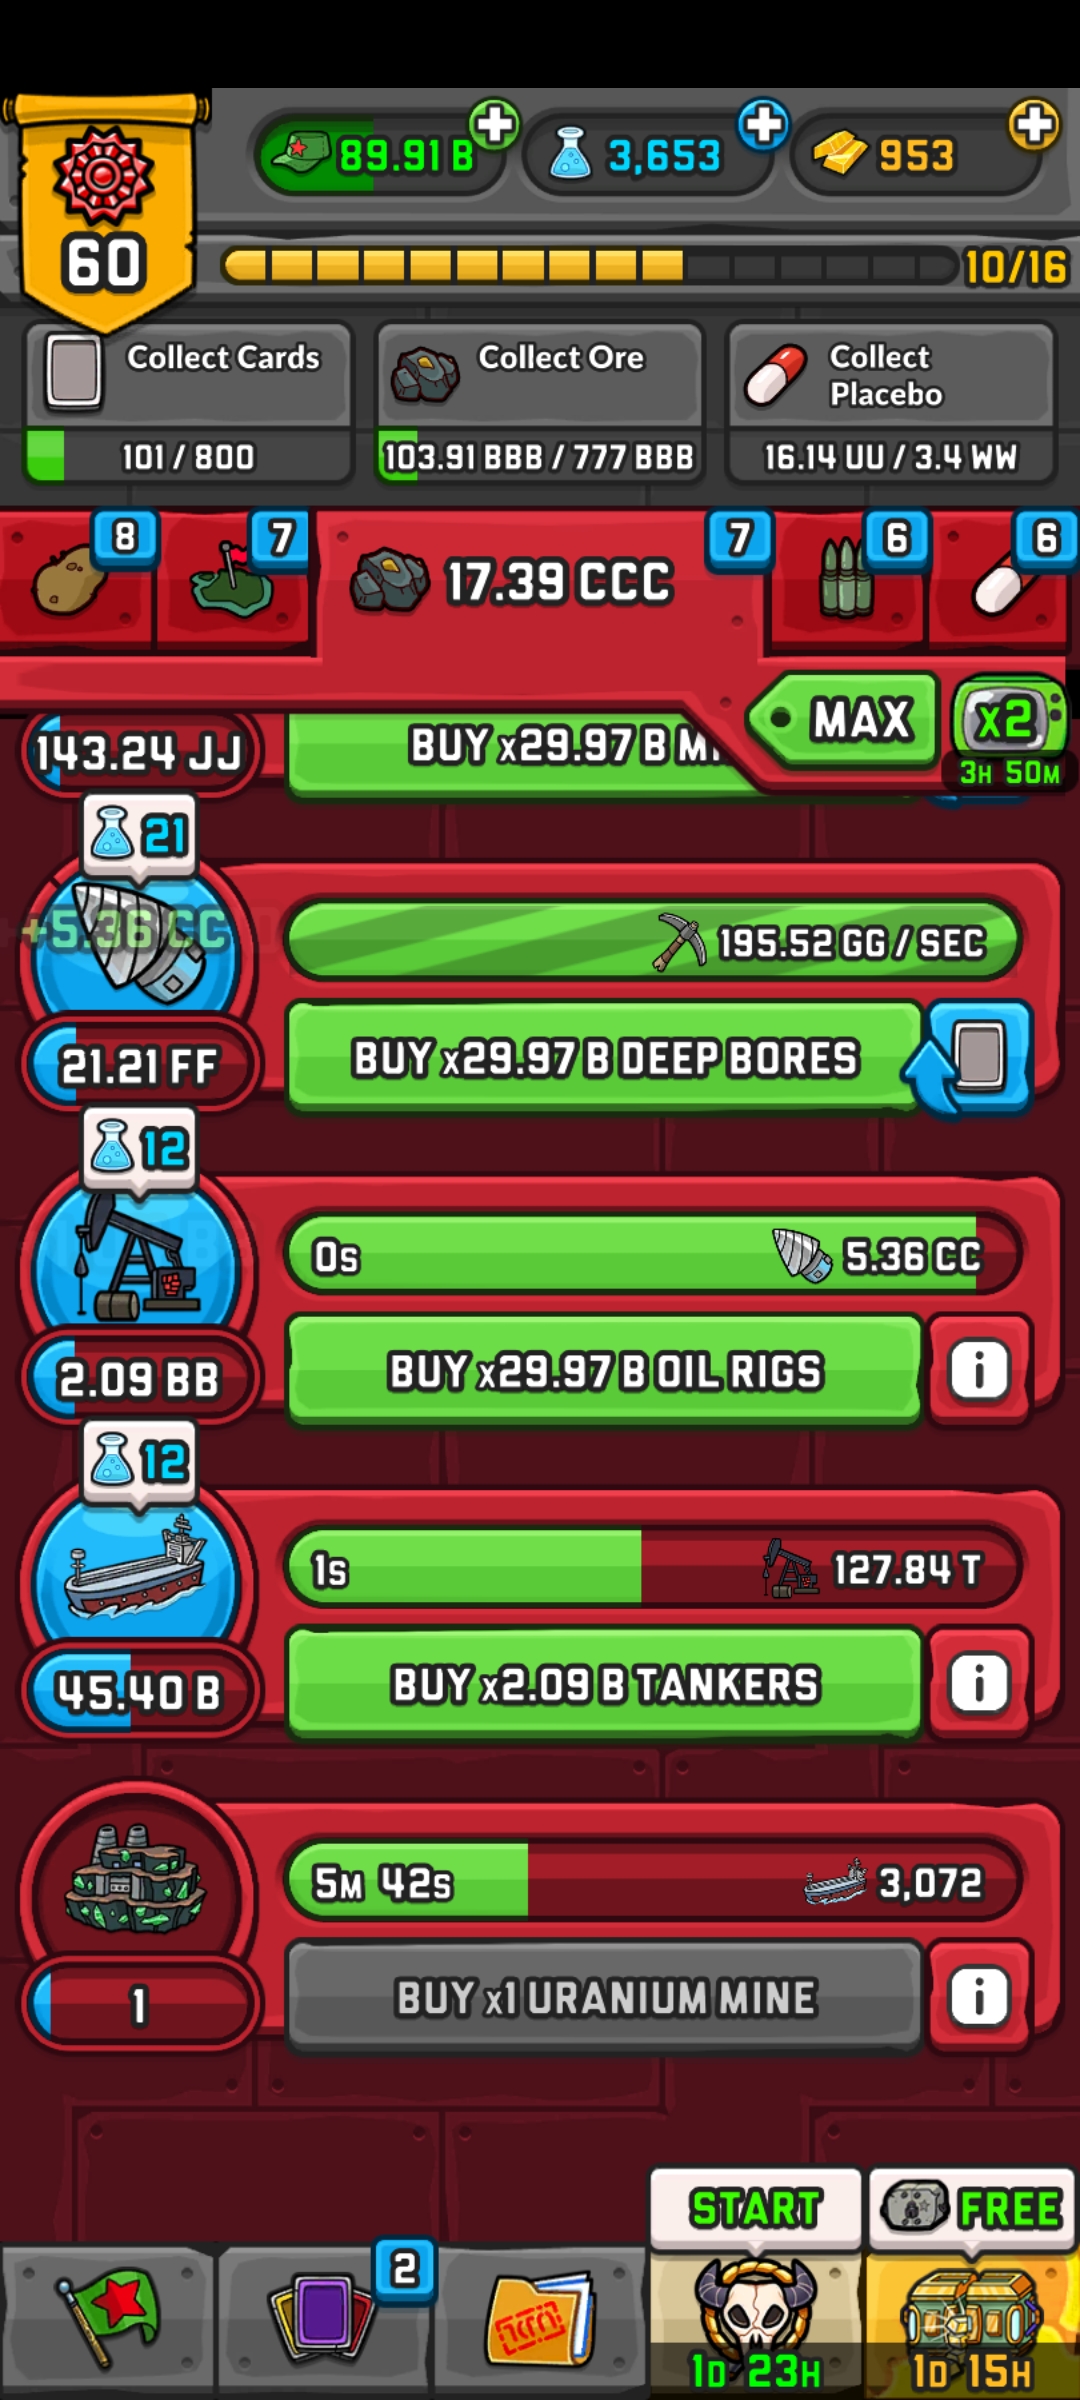 60
89.91 B
3,653
953
10/16
Collect Cards
101 / 800
Collect Ore
103.91 BBB / 777 BBB
Collect
Placebo
16.14 UU / 3.4 WW
8
7
17.39 CCC
7
6
6
MAX
x2
3H 50M
143.24 JJ
BUY x29.97 B
21
+5.36 CC
195.52 GG / SEC
21.21 FF
BUY x29.97 B DEEP BORES
12
0s
5.36 CC
2.09 BB
BUY x29.97 B OIL RIGS
12
1s
127.84 T
45.40 B
BUY x2.09 B TANKERS
5M 42s
3,072
1
BUY x1 URANIUM MINE
START
FREE
2
1D 23H
1D 15H